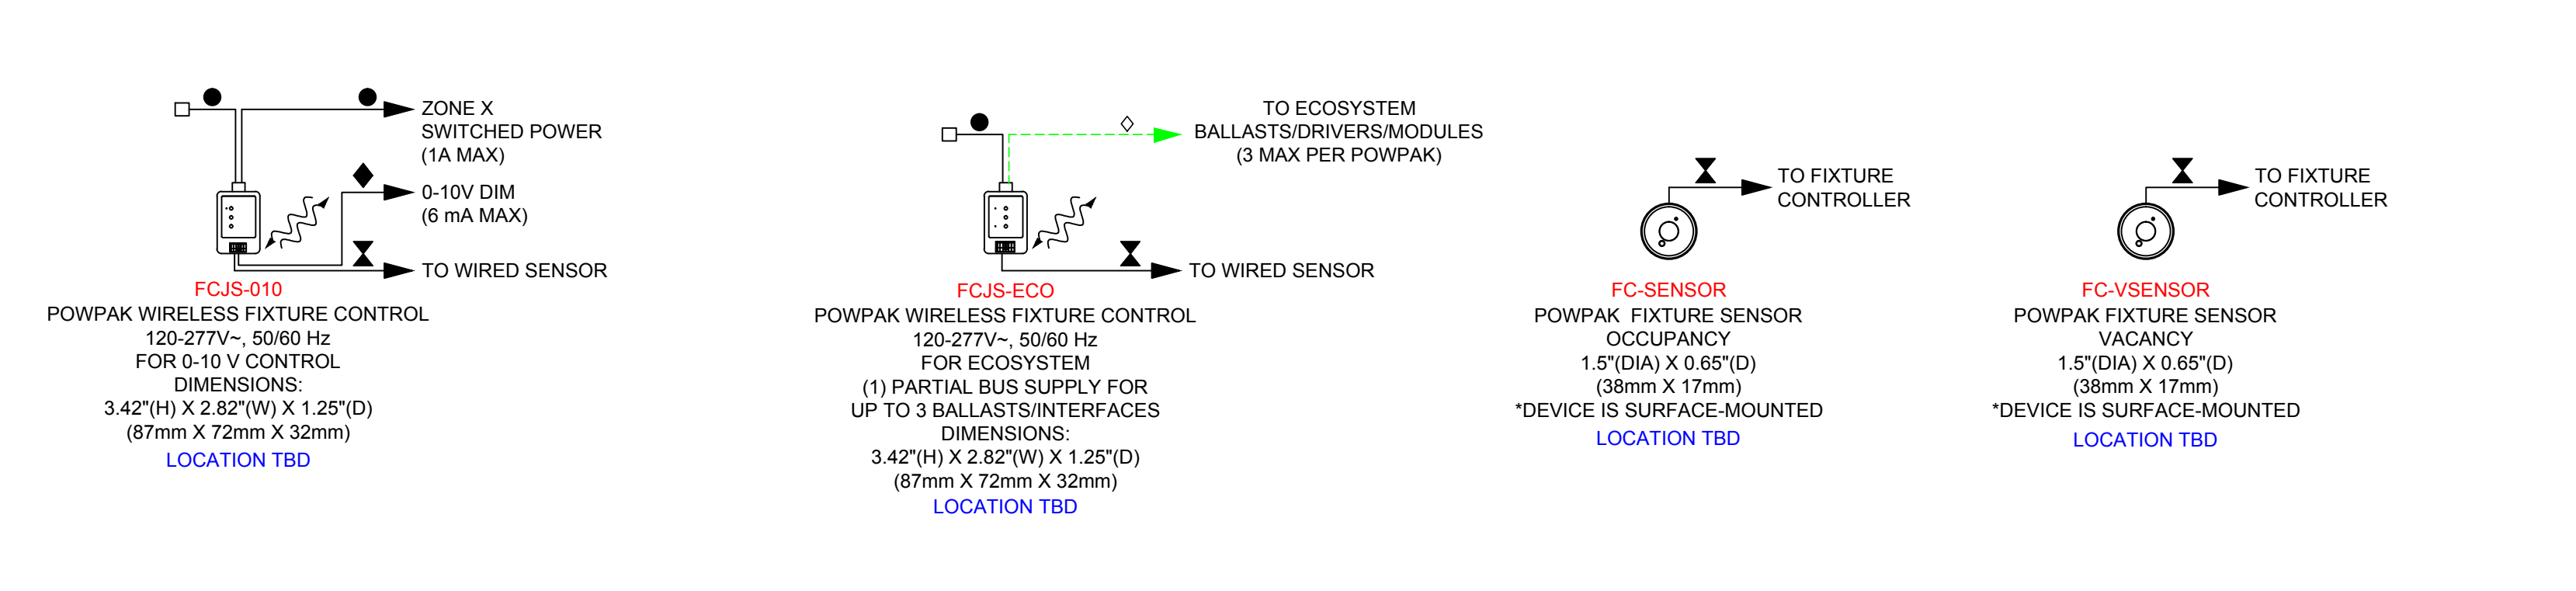 ZONE X
SWITCHED POWER
(1A MAX)
0-10V DIM
(6 mA MAX)
TO WIRED SENSOR
FCJS-010
POWPAK WIRELESS FIXTURE CONTROL
120-277V~, 50/60 Hz
FOR 0-10 V CONTROL
DIMENSIONS:
3.42"(H) X 2.82"(W) X 1.25"(D)
(87mm X 72mm X 32mm)
LOCATION TBD
TO ECOSYSTEM
BALLASTS/DRIVERS/MODULES
(3 MAX PER POWPAK)
TO WIRED SENSOR
FCJS-ECO
POWPAK WIRELESS FIXTURE CONTROL
120-277V~, 50/60 Hz
FOR ECOSYSTEM
(1) PARTIAL BUS SUPPLY FOR
UP TO 3 BALLASTS/INTERFACES
DIMENSIONS:
3.42"(H) X 2.82"(W) X 1.25"(D)
(87mm X 72mm X 32mm)
LOCATION TBD
TO FIXTURE
CONTROLLER
FC-SENSOR
POWPAK  FIXTURE SENSOR
OCCUPANCY
1.5"(DIA) X 0.65"(D)
(38mm X 17mm)
*DEVICE IS SURFACE-MOUNTED
LOCATION TBD
TO FIXTURE
CONTROLLER
FC-VSENSOR
POWPAK FIXTURE SENSOR
VACANCY
1.5"(DIA) X 0.65"(D)
(38mm X 17mm)
*DEVICE IS SURFACE-MOUNTED
LOCATION TBD